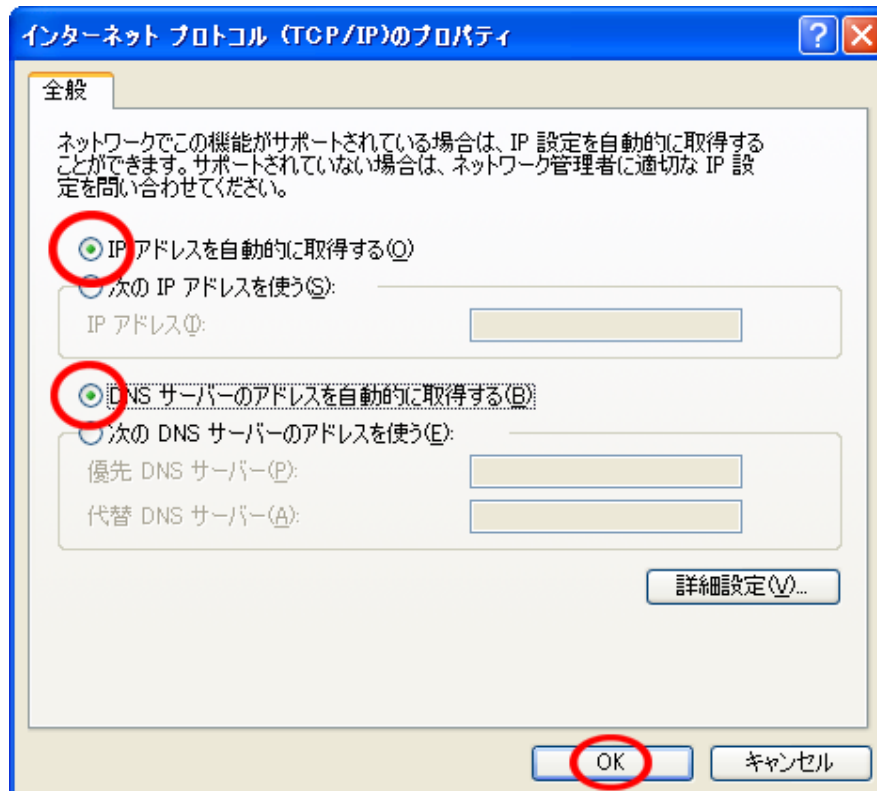 インターネット プロトコル (TCP/IP)のプロパティ
全般
ネットワークでこの機能がサポートされている場合は、IP 設定を自動的に取得する
ことができます。サポートされていない場合は、ネットワーク管理者に適切な IP 設
定を問い合わせてください。
IP アドレスを自動的に取得する(O)
次の IP アドレスを使う(S):
IP アドレス(I):
DNS サーバーのアドレスを自動的に取得する(B)
次の DNS サーバーのアドレスを使う(E):
優先 DNS サーバー(P):
代替 DNS サーバー(A):
詳細設定(V)...
OK キャンセル